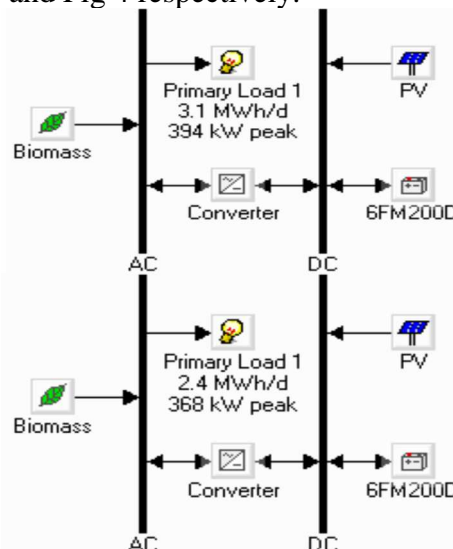 and Fig 4 respectively.
Primary Load 1
3.1 MWh/d
394 kW peak
PV
Biomass
Converter
6FM200D
AC
DC
Primary Load 1
2.4 MWh/d
368 kW peak
PV
Biomass
Converter
6FM200D
AC
DC